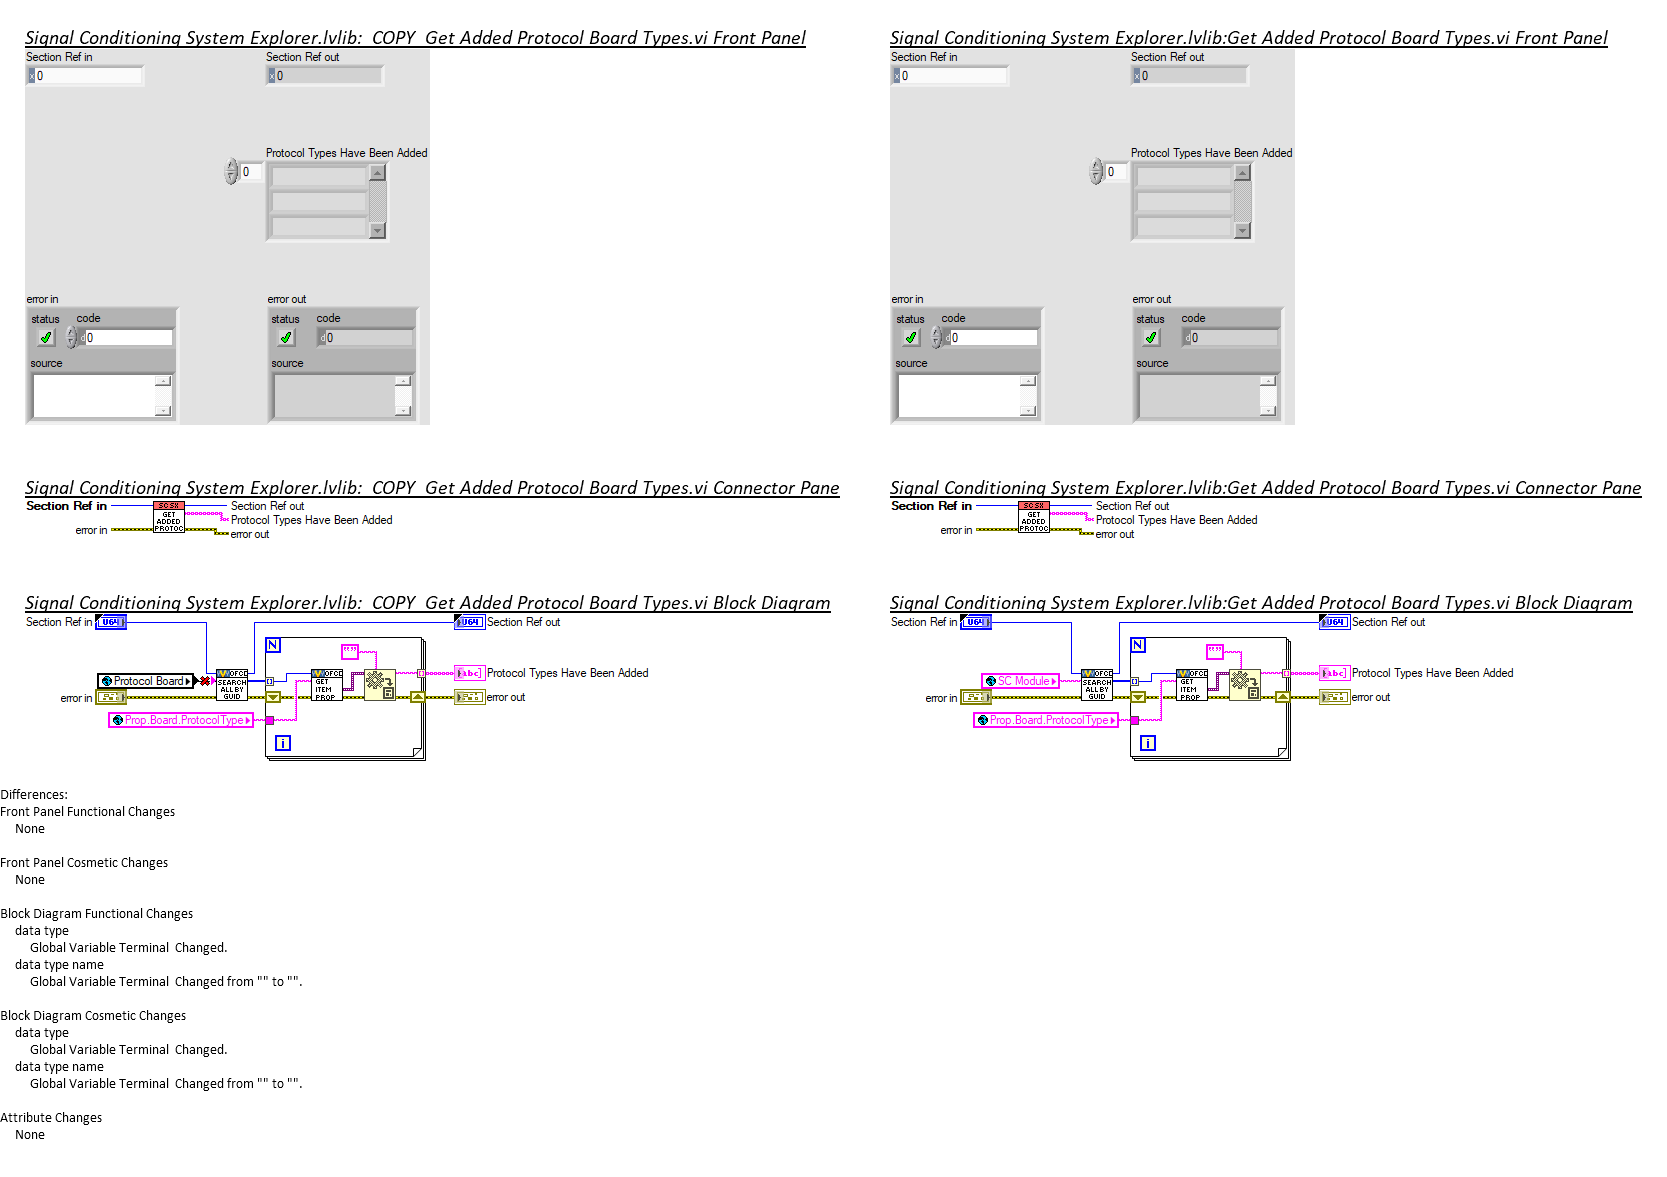 Signal Conditioning System Explorer.lvlib:  COPY  Get Added Protocol Board Types.vi Front Panel
Section Ref in
Section Ref out
x 0
x 0
Protocol Types Have Been Added
0
error in
error out
status
code
status
code
d 0
d 0
source
source
Signal Conditioning System Explorer.lvlib:Get Added Protocol Board Types.vi Front Panel
Section Ref in
Section Ref out
x 0
x 0
Protocol Types Have Been Added
0
error in
error out
status
code
status
code
d 0
d 0
source
source
Signal Conditioning System Explorer.lvlib:  COPY  Get Added Protocol Board Types.vi Connector Pane
Section Ref in
SCSX
GET
ADDED
PROTOC
Section Ref out
Protocol Types Have Been Added
error in
error out
Signal Conditioning System Explorer.lvlib:Get Added Protocol Board Types.vi Connector Pane
Section Ref in
SCSX
GET
ADDED
PROTOC
Section Ref out
Protocol Types Have Been Added
error in
error out
Signal Conditioning System Explorer.lvlib:  COPY  Get Added Protocol Board Types.vi Block Diagram
Section Ref in
U64
U64
Section Ref out
N
""
Protocol Board
OFCD
SEARCH
ALL BY
GUID
OFCD
GET
ITEM
PROP
abc
Protocol Types Have Been Added
error in
error out
Prop.Board.ProtocolType
i
Signal Conditioning System Explorer.lvlib:Get Added Protocol Board Types.vi Block Diagram
Section Ref in
U64
U64
Section Ref out
N
""
SC Module
OFCD
SEARCH
ALL BY
GUID
OFCD
GET
ITEM
PROP
abc
Protocol Types Have Been Added
error in
error out
Prop.Board.ProtocolType
i
Differences:
Front Panel Functional Changes
None
Front Panel Cosmetic Changes
None
Block Diagram Functional Changes
data type
Global Variable Terminal  Changed.
data type name
Global Variable Terminal  Changed from "" to "".
Block Diagram Cosmetic Changes
data type
Global Variable Terminal  Changed.
data type name
Global Variable Terminal  Changed from "" to "".
Attribute Changes
None